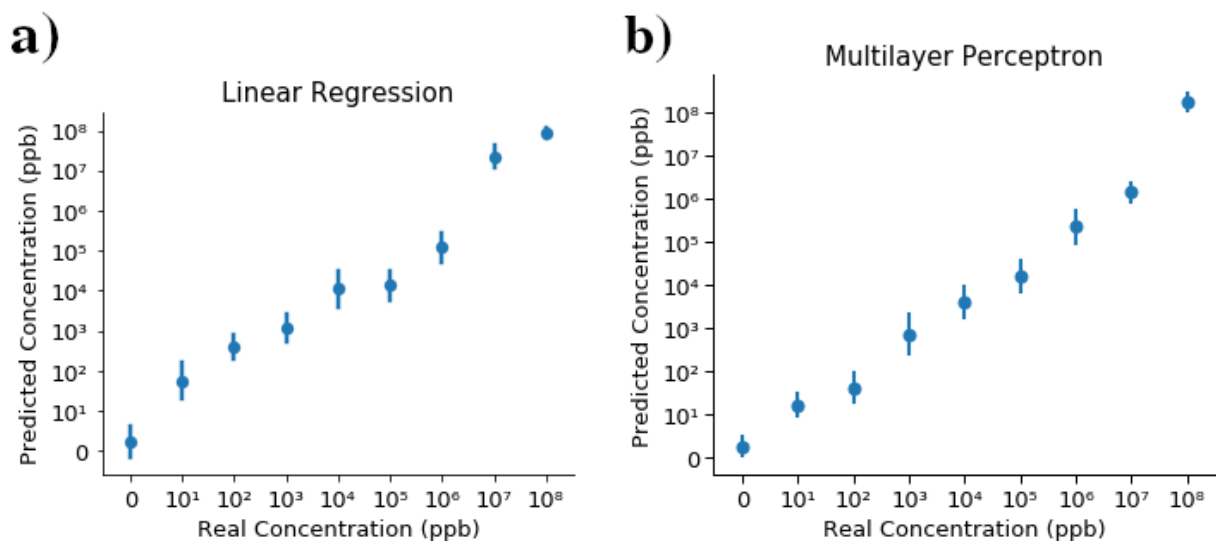 a)
Linear Regression
Predicted Concentration (ppb)
10⁸
10⁷
10⁶
10⁵
10⁴
10³
10²
10¹
0
0 10¹ 10² 10³ 10⁴ 10⁵ 10⁶ 10⁷ 10⁸
Real Concentration (ppb)
b)
Multilayer Perceptron
Predicted Concentration (ppb)
10⁸
10⁷
10⁶
10⁵
10⁴
10³
10²
10¹
0
0 10¹ 10² 10³ 10⁴ 10⁵ 10⁶ 10⁷ 10⁸
Real Concentration (ppb)